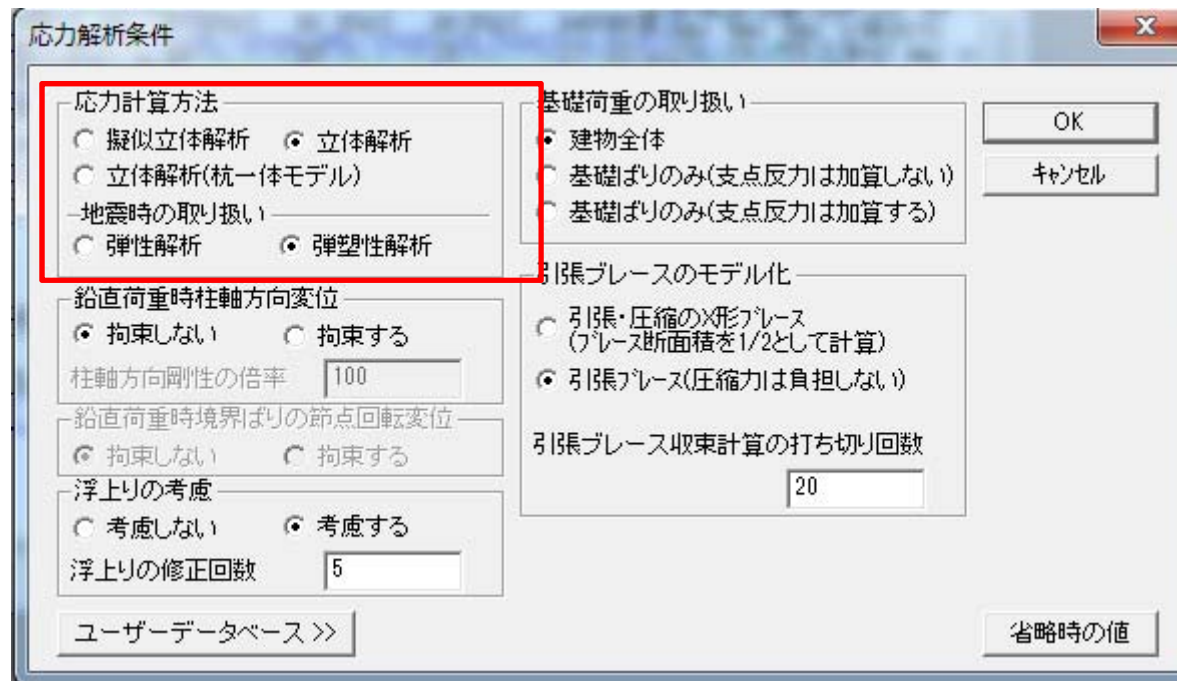 応力解析条件
応力計算方法
擬似立体解析 立体解析
立体解析(杭一体モデル)
地震時の取り扱い
弾性解析 弾塑性解析
鉛直荷重時柱軸方向変位
拘束しない 拘束する
柱軸方向剛性の倍率 100
鉛直荷重時境界ばりの節点回転変位
拘束しない 拘束する
浮上りの考慮
考慮しない 考慮する
浮上りの修正回数 5
ユーザーデータベース >>
基礎荷重の取り扱い
建物全体
基礎ばりのみ(支点反力は加算しない)
基礎ばりのみ(支点反力は加算する)
引張ブレースのモデル化
引張・圧縮のX形ブレース
(ブレース断面積を1/2として計算)
引張ブレース(圧縮力は負担しない)
引張ブレース収束計算の打ち切り回数
20
OK
キャンセル
省略時の値